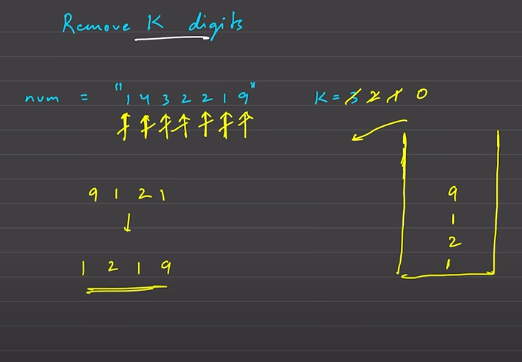 Remove K digits
num = "1432219" K = 3 2 1 0
9 1 2 1
1 2 1 9
9
1
2
1